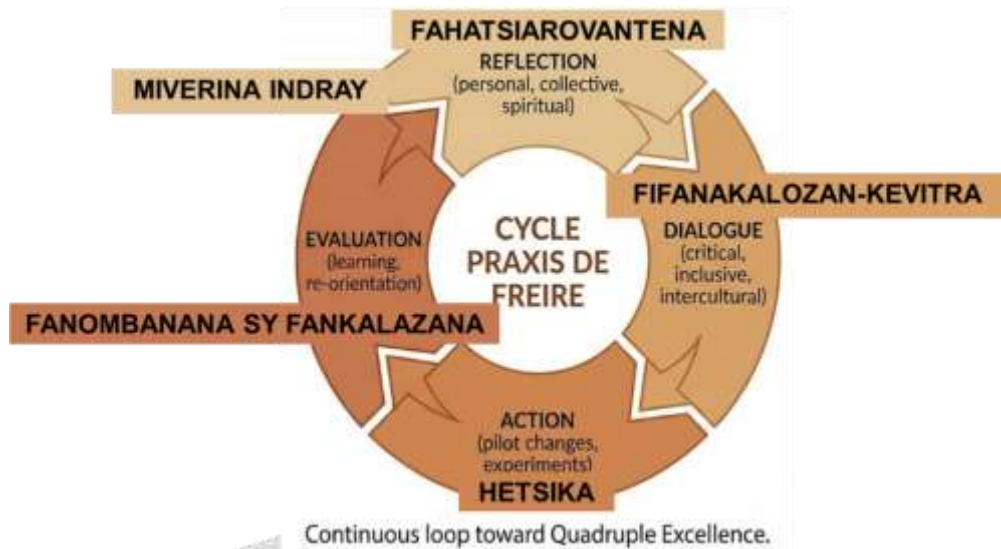 FAHATSIAROVANTENA
REFLECTION
(personal, collective,
spiritual)
MIVERINA INDRAY
FIFANAKALOZAN-KEVITRA
DIALOGUE
(critical,
inclusive,
intercultural)
CYCLE
PRAXIS DE
FREIRE
EVALUATION
(learning,
re-orientation)
FANOMBANANA SY FANKALAZANA
ACTION
(pilot changes,
experiments)
HETSIKA
Continuous loop toward Quadruple Excellence.